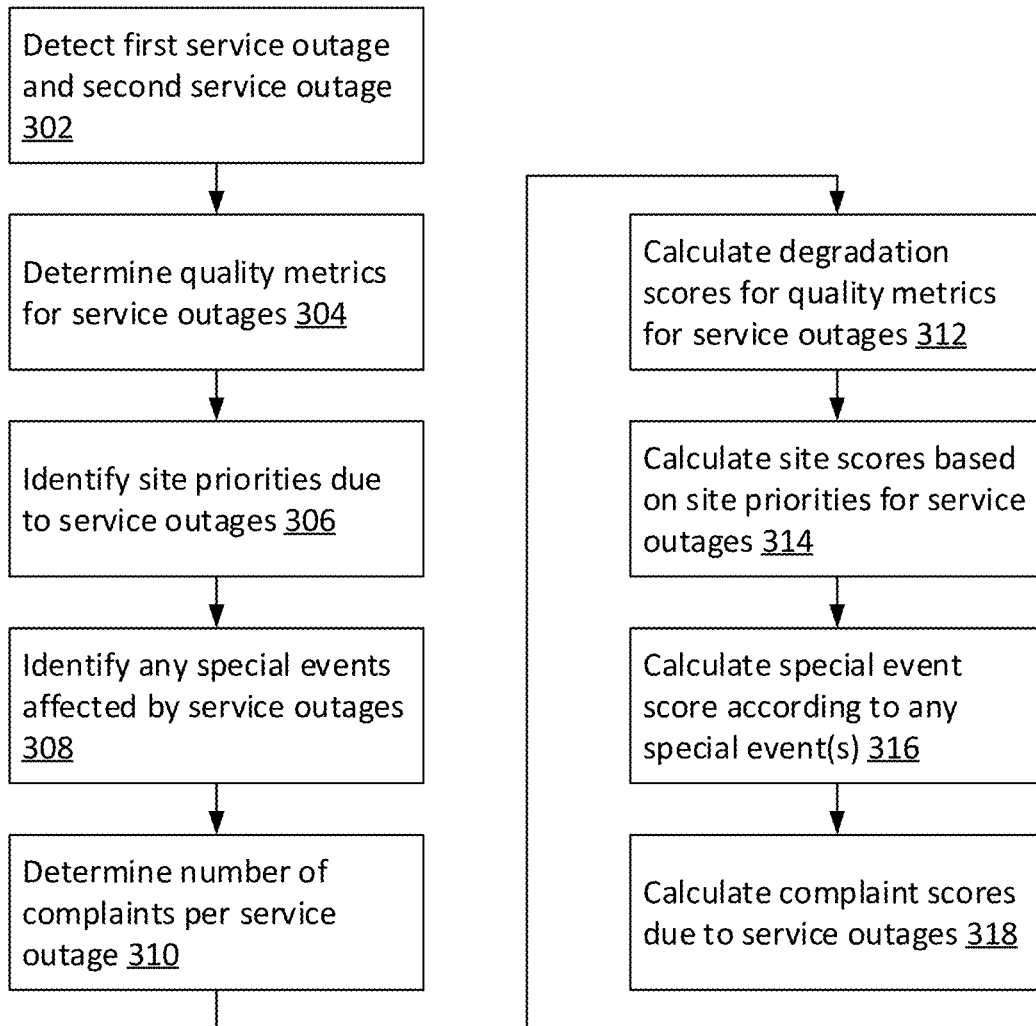 Detect first service outage
and second service outage
302
Determine quality metrics
for service outages 304
Identify site priorities due
to service outages 306
Identify any special events
affected by service outages
308
Determine number of
complaints per service
outage 310
Calculate degradation
scores for quality metrics
for service outages 312
Calculate site scores based
on site priorities for service
outages 314
Calculate special event
score according to any
special event(s) 316
Calculate complaint scores
due to service outages 318